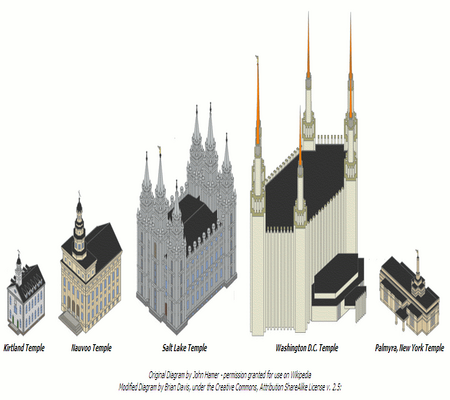 Kirtland Temple
Nauvoo Temple
Salt Lake Temple
Washington D.C. Temple
Palmyra, New York Temple
Original Diagram by John Hamer - permission granted for use on Wikipedia
Modified Diagram by Brian Davis, under the Creative Commons, Attribution ShareAlike License v. 2.5: